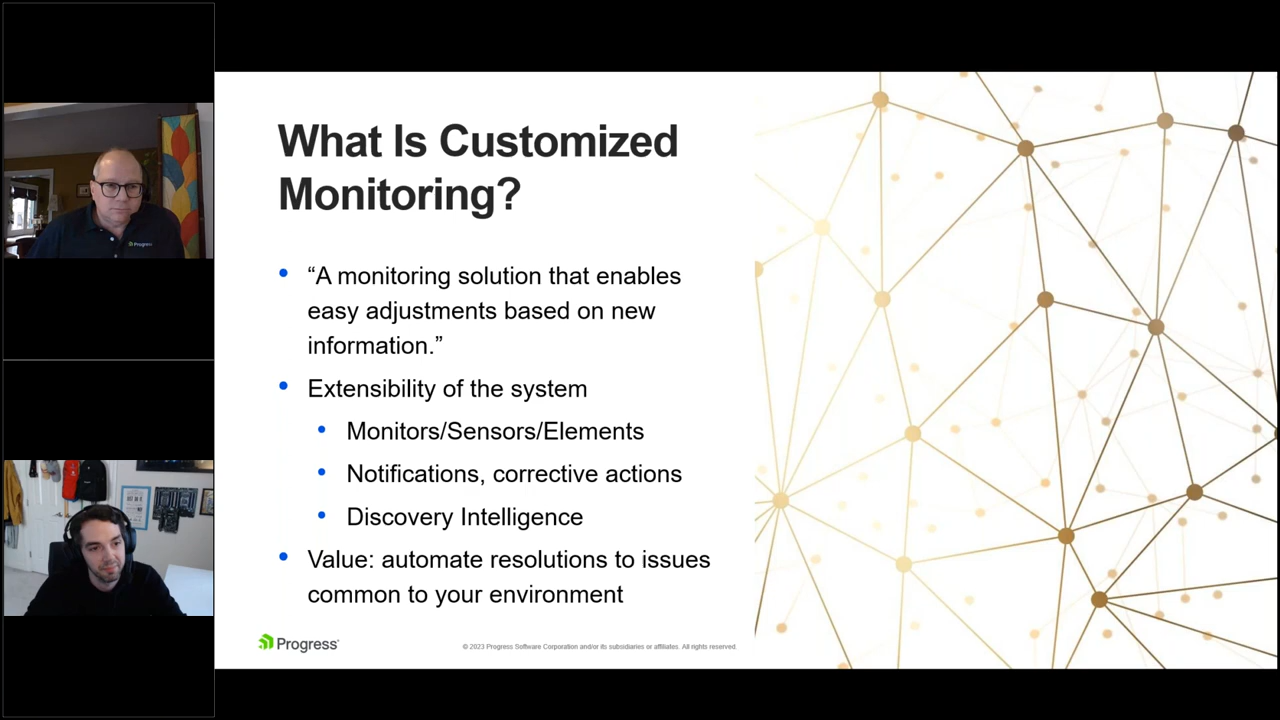 What Is Customized
Monitoring?
• “A monitoring solution that enables
easy adjustments based on new
information.”
• Extensibility of the system
• Monitors/Sensors/Elements
• Notifications, corrective actions
• Discovery Intelligence
• Value: automate resolutions to issues
common to your environment
Progress
© 2023 Progress Software Corporation and/or its subsidiaries or affiliates. All rights reserved.
Progress